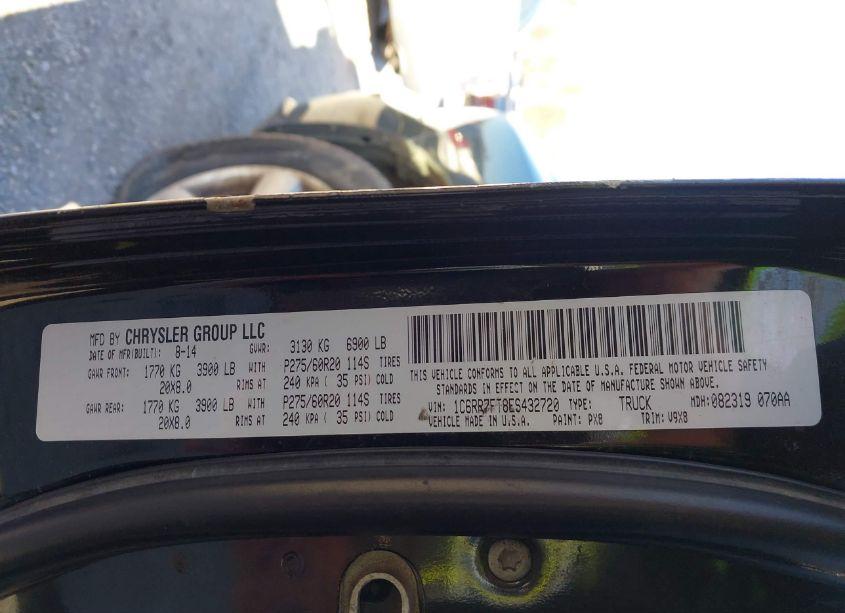 MFD BY CHRYSLER GROUP LLC
DATE OF MFR(BUILT): 8-14 GVWR: 3130 KG 6900 LB
GAWR FRONT: 1770 KG 3900 LB WITH P275/60R20 114S TIRES
20X8.0 RIMS AT 240 KPA ( 35 PSI) COLD
GAWR REAR: 1770 KG 3900 LB WITH P275/60R20 114S TIRES
20X8.0 RIMS AT 240 KPA ( 35 PSI) COLD
THIS VEHICLE CONFORMS TO ALL APPLICABLE U.S.A. FEDERAL MOTOR VEHICLE SAFETY
STANDARDS IN EFFECT ON THE DATE OF MANUFACTURE SHOWN ABOVE.
VIN: 1C6RR7FT8ES432720 TYPE: TRUCK MDH: 082319 070AA
VEHICLE MADE IN U.S.A. PAINT: PX8 TRIM: V9X8